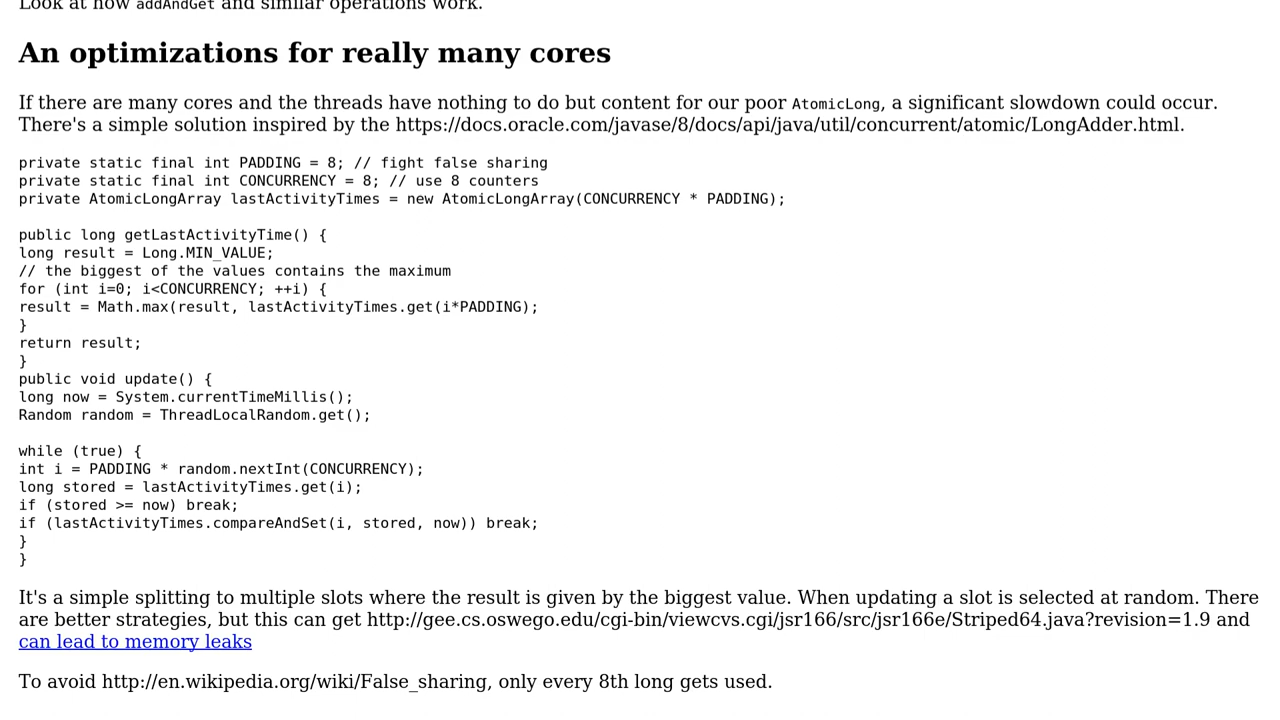 Look at how addAndGet and similar operations work.
An optimizations for really many cores
If there are many cores and the threads have nothing to do but content for our poor AtomicLong, a significant slowdown could occur.
There's a simple solution inspired by the https://docs.oracle.com/javase/8/docs/api/java/util/concurrent/atomic/LongAdder.html.
private static final int PADDING = 8; // fight false sharing
private static final int CONCURRENCY = 8; // use 8 counters
private AtomicLongArray lastActivityTimes = new AtomicLongArray(CONCURRENCY * PADDING);
public long getLastActivityTime() {
long result = Long.MIN_VALUE;
// the biggest of the values contains the maximum
for (int i=0; i<CONCURRENCY; ++i) {
result = Math.max(result, lastActivityTimes.get(i*PADDING);
}
return result;
}
public void update() {
long now = System.currentTimeMillis();
Random random = ThreadLocalRandom.get();
while (true) {
int i = PADDING * random.nextInt(CONCURRENCY);
long stored = lastActivityTimes.get(i);
if (stored >= now) break;
if (lastActivityTimes.compareAndSet(i, stored, now)) break;
}
}
It's a simple splitting to multiple slots where the result is given by the biggest value. When updating a slot is selected at random. There
are better strategies, but this can get http://gee.cs.oswego.edu/cgi-bin/viewcvs.cgi/jsr166/src/jsr166e/Striped64.java?revision=1.9 and
can lead to memory leaks
To avoid http://en.wikipedia.org/wiki/False_sharing, only every 8th long gets used.